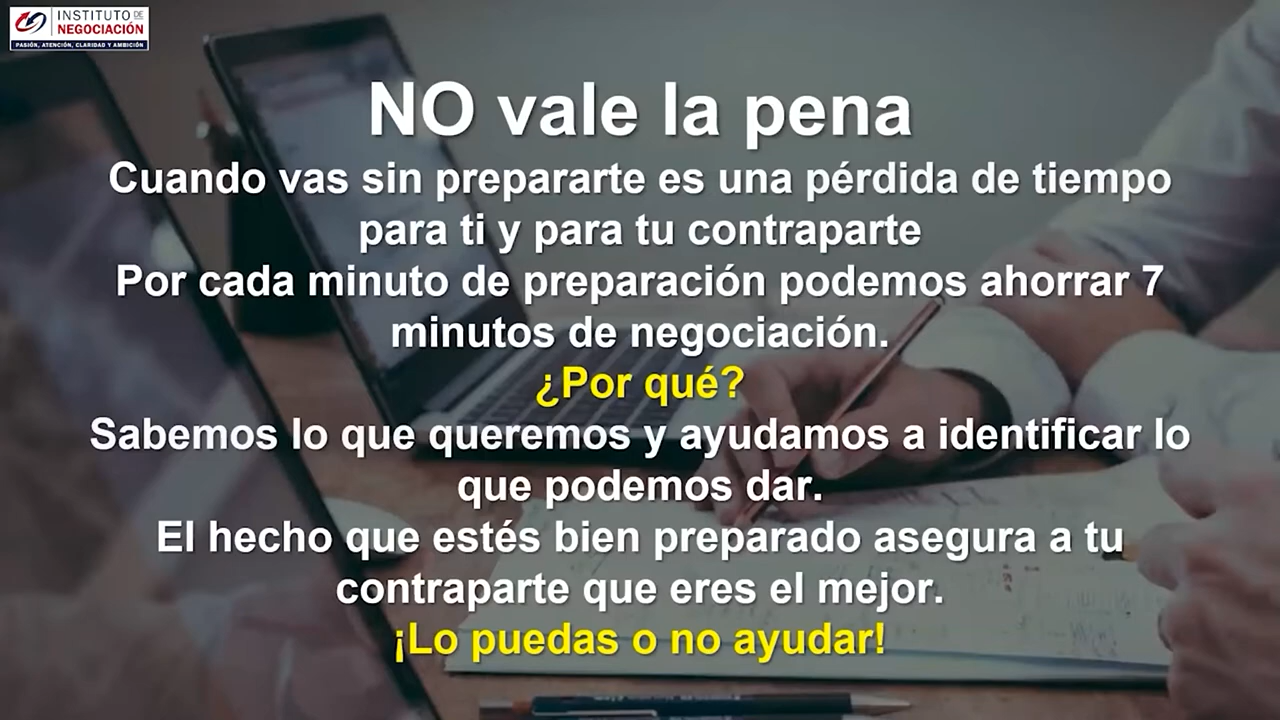 INSTITUTO DE
NEGOCIACIÓN
PASIÓN, ATENCIÓN, CLARIDAD Y AMBICIÓN
NO vale la pena
Cuando vas sin prepararte es una pérdida de tiempo
para ti y para tu contraparte
Por cada minuto de preparación podemos ahorrar 7
minutos de negociación.
¿Por qué?
Sabemos lo que queremos y ayudamos a identificar lo
que podemos dar.
El hecho que estés bien preparado asegura a tu
contraparte que eres el mejor.
¡Lo puedas o no ayudar!